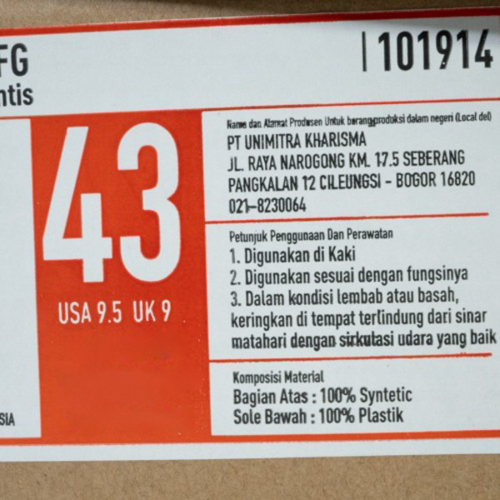 FG
ntis
| 101914
43
USA 9.5 UK 9
SIA
Nama dan Alamat Produsen Untuk barang produksi dalam negeri (Local del)
PT UNIMITRA KHARISMA
JL. RAYA NAROGONG KM. 17.5 SEBERANG
PANGKALAN 12 CILEUNGSI - BOGOR 16820
021-8230064
Petunjuk Penggunaan Dan Perawatan
1. Digunakan di Kaki
2. Digunakan sesuai dengan fungsinya
3. Dalam kondisi lembab atau basah,
keringkan di tempat terlindung dari sinar
matahari dengan sirkutasi udara yang baik
Komposisi Material
Bagian Atas : 100% Syntetic
Sole Bawah : 100% Plastik